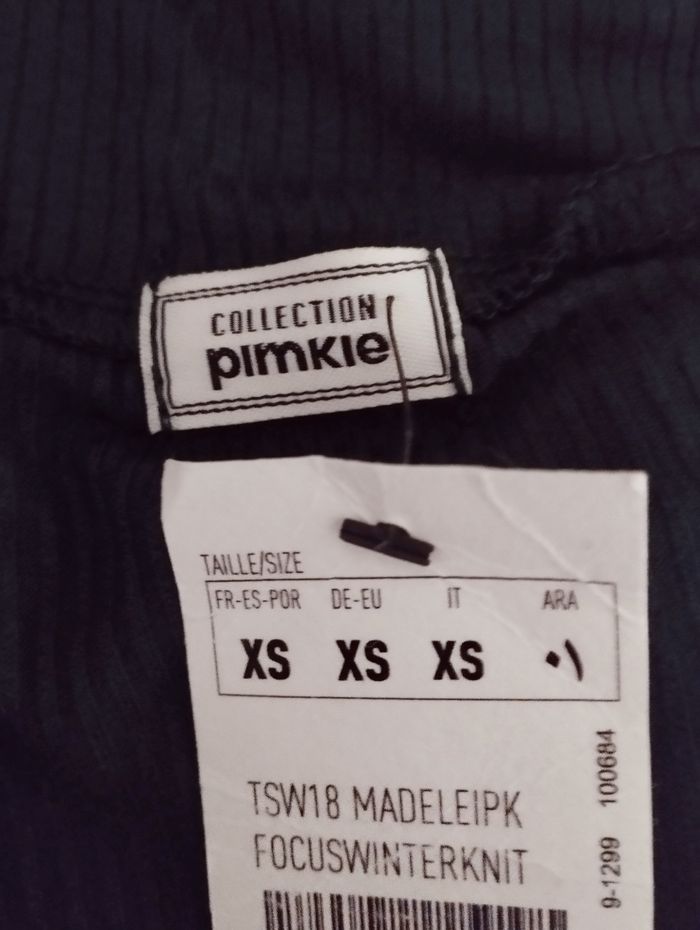 COLLECTION
pimkie
TAILLE/SIZE
FR-ES-POR DE-EU IT ARA
XS XS XS ٠١
TSW18 MADELEIPK
FOCUSWINTERKNIT
9-1299 100684